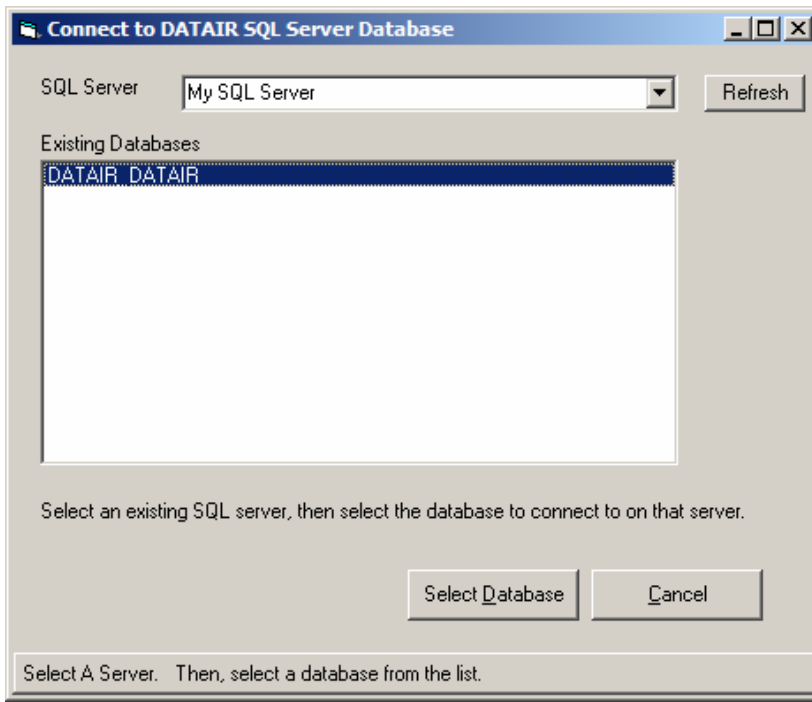 Connect to DATAIR SQL Server Database
SQL Server
My SQL Server
Refresh
Existing Databases
DATAIR_DATAIR
Select an existing SQL server, then select the database to connect to on that server.
Select Database
Cancel
Select A Server.   Then, select a database from the list.